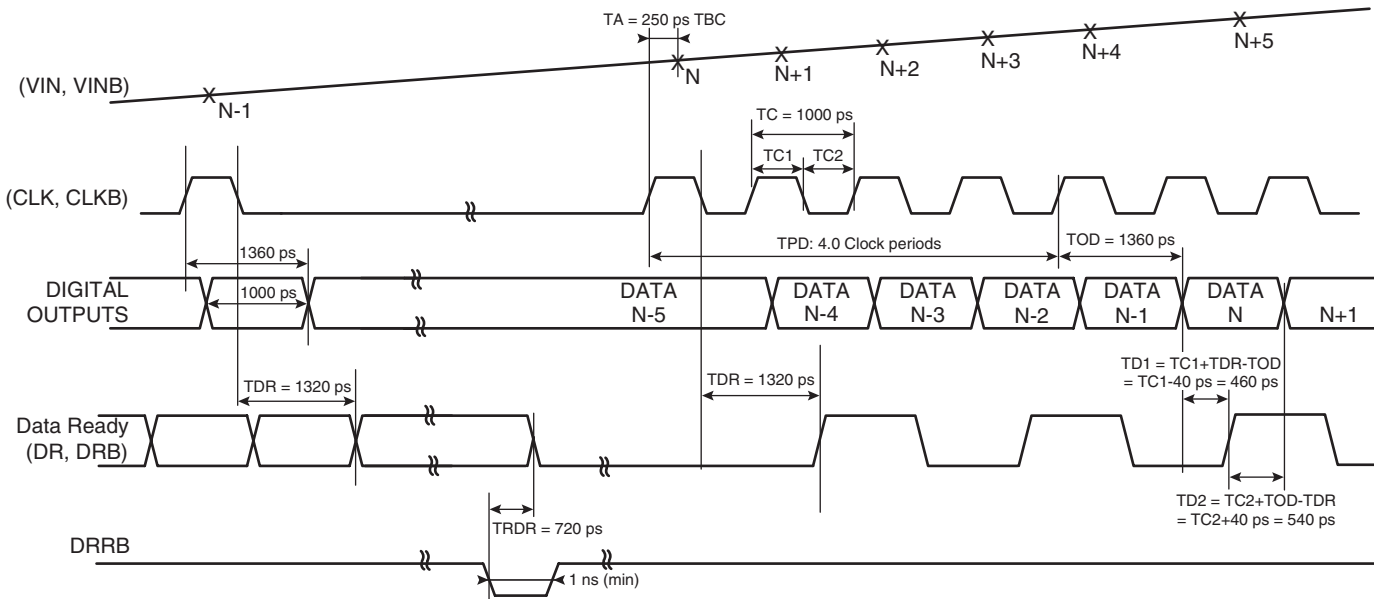 TA = 250 ps TBC
(VIN, VINB)
N-1
N
N+1
N+2
N+3
N+4
N+5
TC = 1000 ps
TC1
TC2
(CLK, CLKB)
1360 ps
TPD: 4.0 Clock periods
TOD = 1360 ps
1000 ps
DIGITAL
OUTPUTS
DATA
N-5
DATA
N-4
DATA
N-3
DATA
N-2
DATA
N-1
DATA
N
N+1
TDR = 1320 ps
TDR = 1320 ps
TD1 = TC1+TDR-TOD
= TC1-40 ps = 460 ps
Data Ready
(DR, DRB)
TRDR = 720 ps
TD2 = TC2+TOD-TDR
= TC2+40 ps = 540 ps
DRRB
1 ns (min)